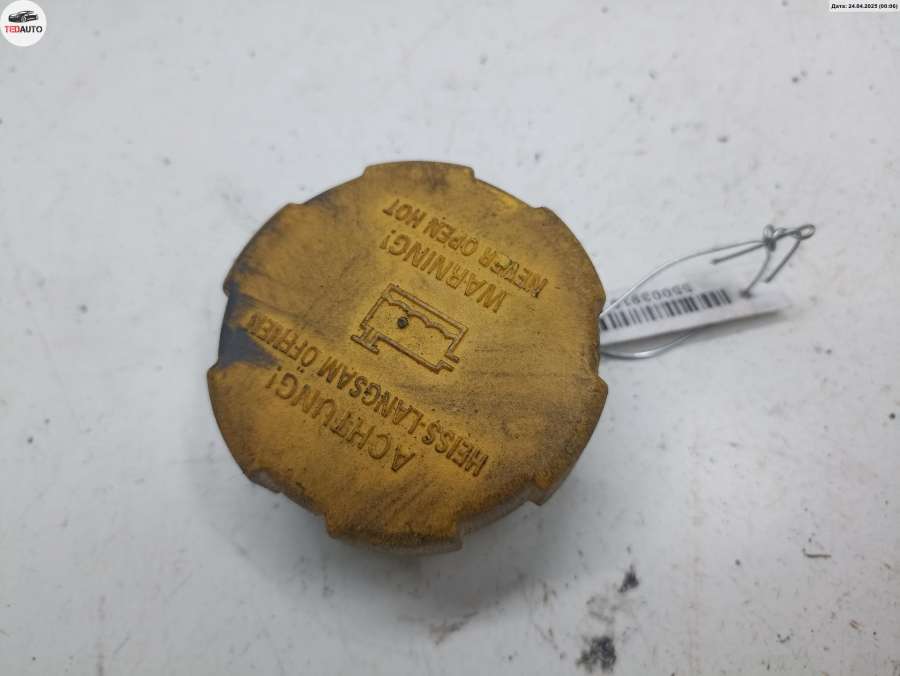 TEDAUTO
Дата: 24.04.2025 (00:06)
WARNING!
NEVER OPEN HOT
ACHTUNG!
HEISS-LANGSAM ÖFFNEN